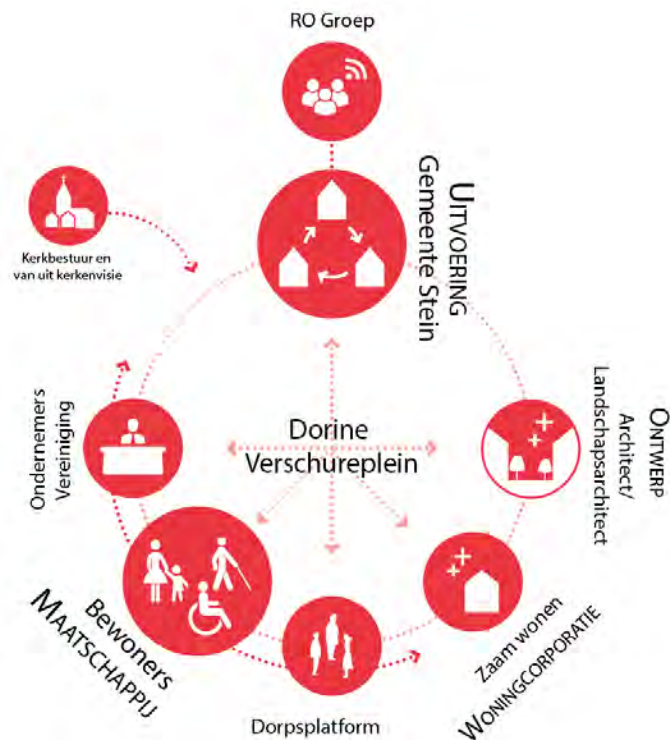 RO Groep
UITVOERING
Gemeente Stein
Kerkbestuur en
van uit kerkenvisie
Ondernemers
Vereiniging
Dorine
Verschureplein
ONTWERP
Architect/
Landschapsarchitect
Bewoners
MAATSCHAPPIJ
Zaam wonen
WONINGCORPORATIE
Dorpsplatform